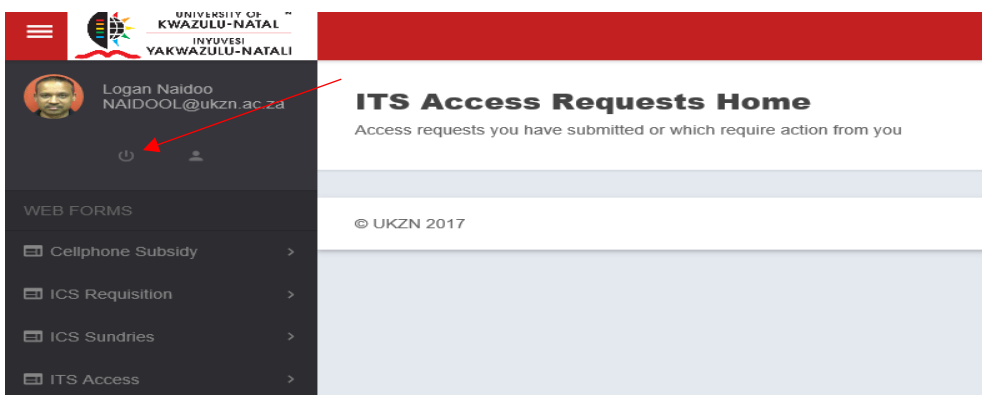 UNIVERSITY OF
KWAZULU-NATAL
INYUVESI
YAKWAZULU-NATALI
Logan Naidoo
NAIDOOL@ukzn.ac.za
ITS Access Requests Home
Access requests you have submitted or which require action from you
WEB FORMS
© UKZN 2017
Cellphone Subsidy
ICS Requisition
ICS Sundries
ITS Access